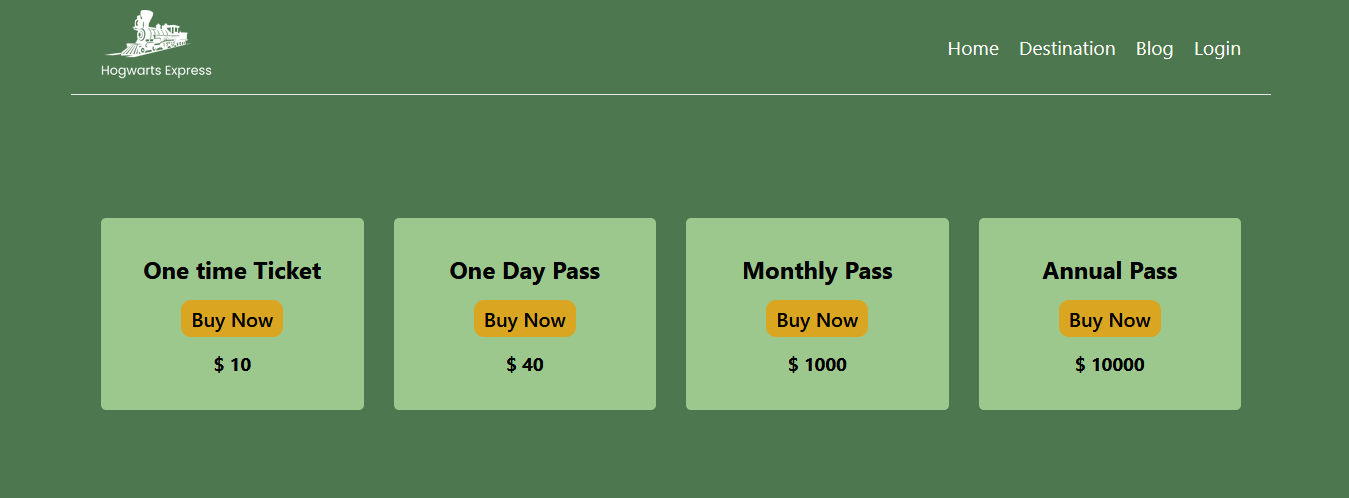 Hogwarts Express
Home Destination Blog Login
One time Ticket
Buy Now
$ 10
One Day Pass
Buy Now
$ 40
Monthly Pass
Buy Now
$ 1000
Annual Pass
Buy Now
$ 10000